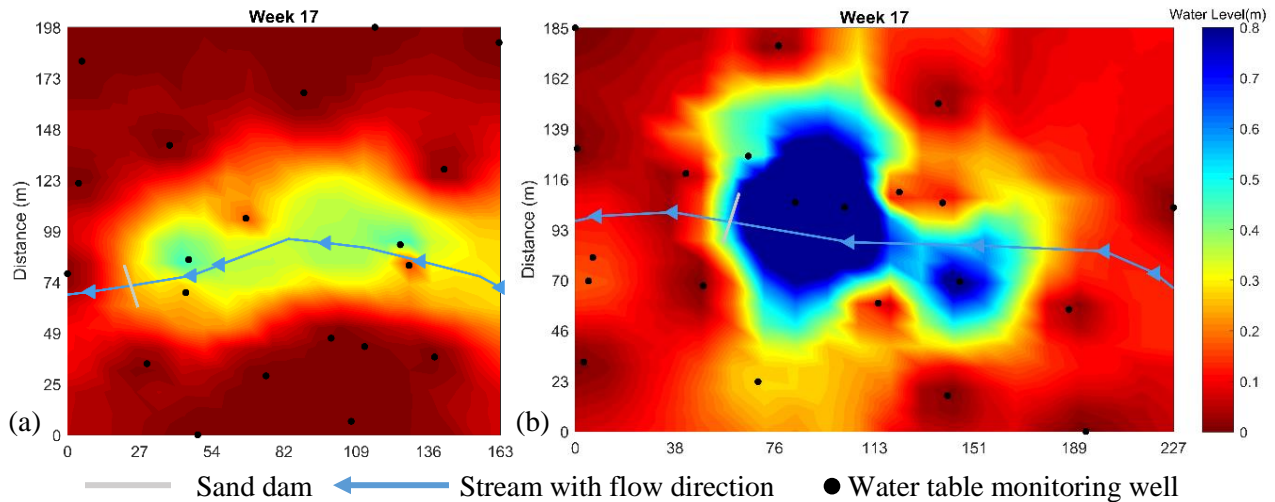 Week 17
Week 17
Water Level(m)
Distance (m)
198
173
148
123
99
74
49
25
0
0 27 54 82 109 136 163
(a)
Distance (m)
185
162
139
116
93
70
46
23
0
0 38 76 113 151 189 227
(b)
0.8
0.7
0.6
0.5
0.4
0.3
0.2
0.1
0
Sand dam Stream with flow direction Water table monitoring well